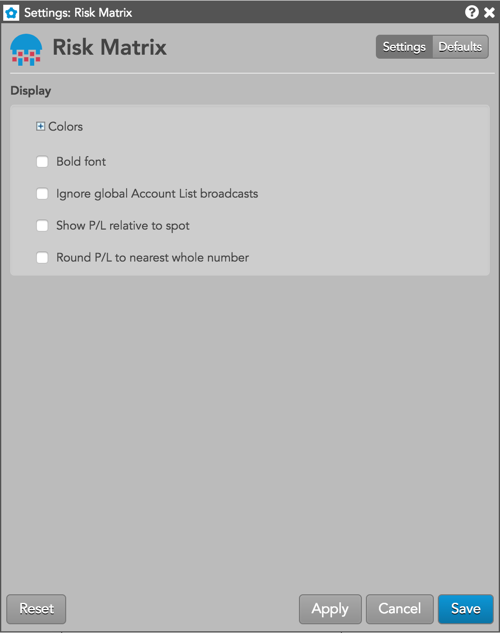 Settings: Risk Matrix
Risk Matrix
Settings Defaults
Display
Colors
Bold font
Ignore global Account List broadcasts
Show P/L relative to spot
Round P/L to nearest whole number
Reset Apply Cancel Save